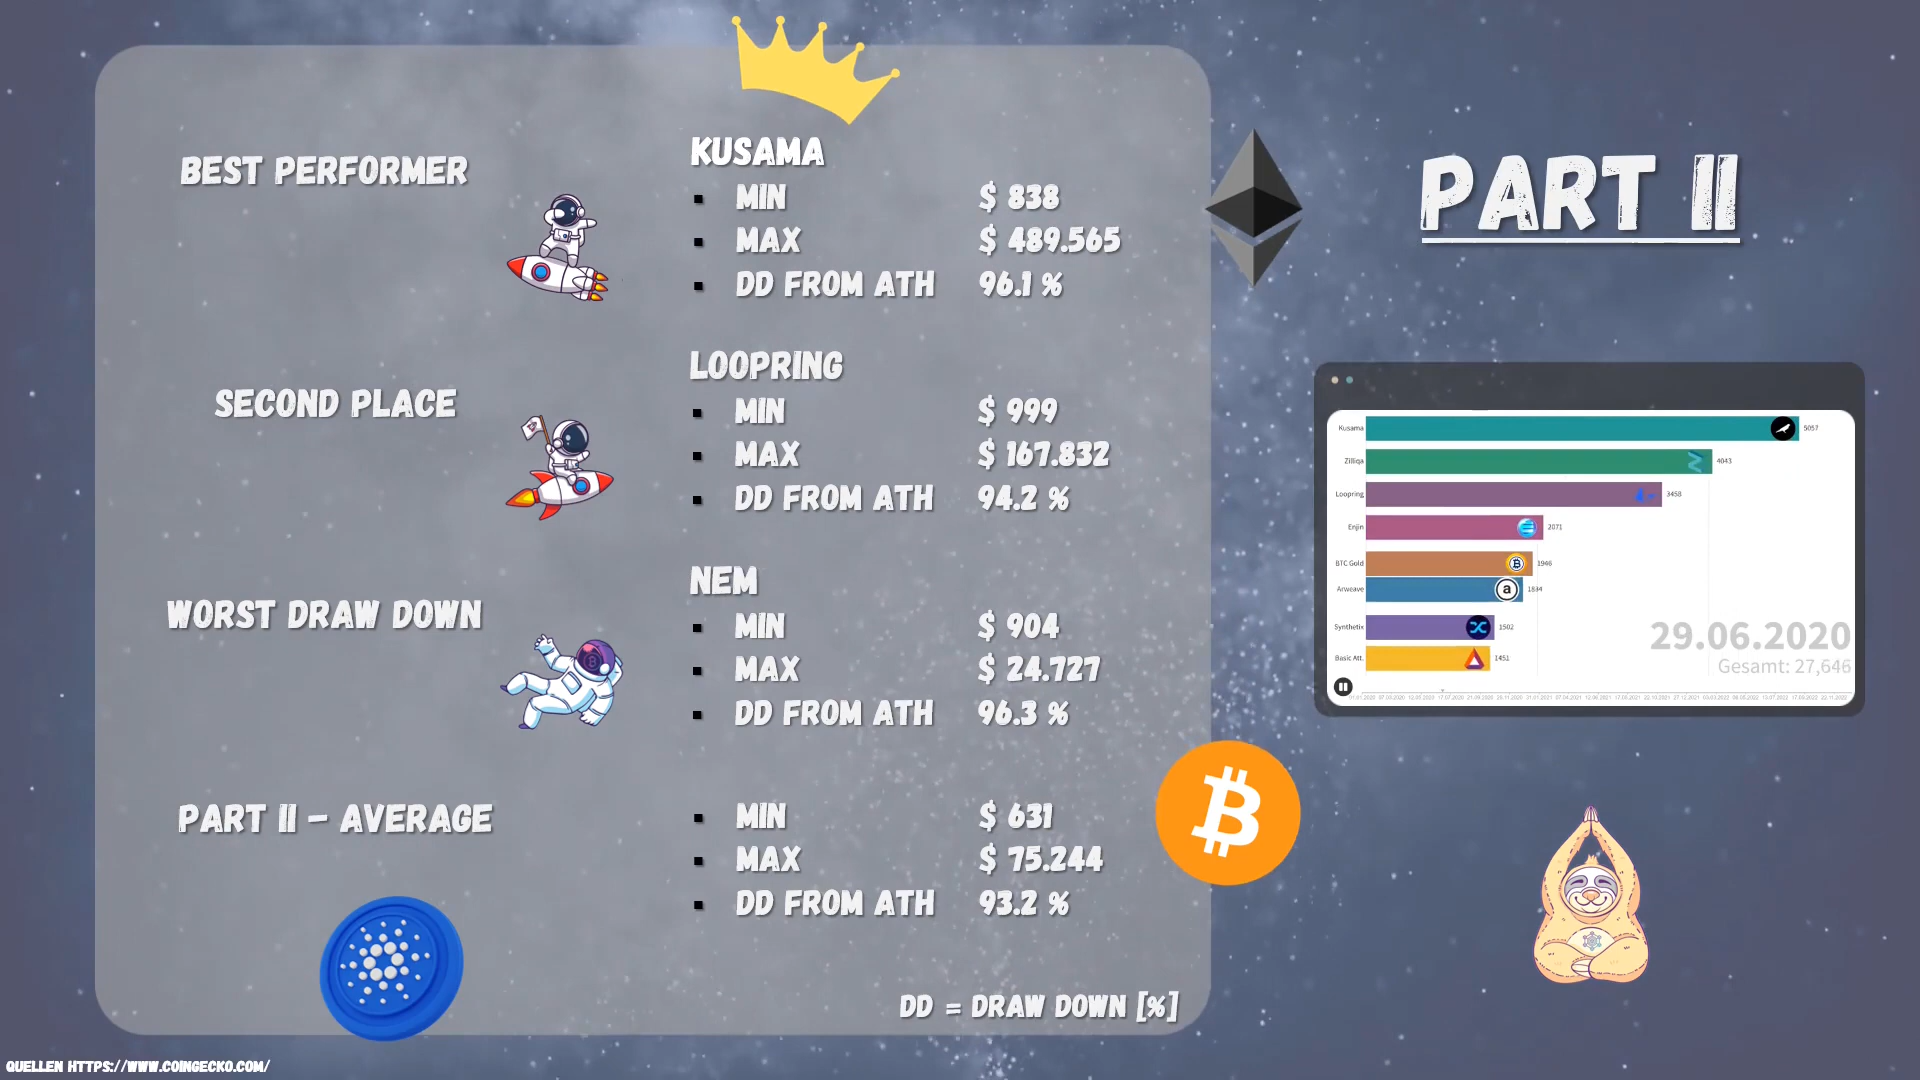 BEST PERFORMER
KUSAMA
▪ MIN $ 838
▪ MAX $ 489.565
▪ DD FROM ATH 96.1 %
SECOND PLACE
LOOPRING
▪ MIN $ 999
▪ MAX $ 167.832
▪ DD FROM ATH 94.2 %
WORST DRAW DOWN
NEM
▪ MIN $ 904
▪ MAX $ 24.727
▪ DD FROM ATH 96.3 %
PART II - AVERAGE
▪ MIN $ 631
▪ MAX $ 75.244
▪ DD FROM ATH 93.2 %
DD = DRAW DOWN [%]
QUELLEN HTTPS://WWW.COINGECKO.COM/
PART II
Kusama 5057
Zilliqa 4043
Loopring 3458
Enjin 2071
BTC Gold 1946
Arweave 1834
Synthetix 1502
Basic Att. 1451
29.06.2020
Gesamt: 27,646